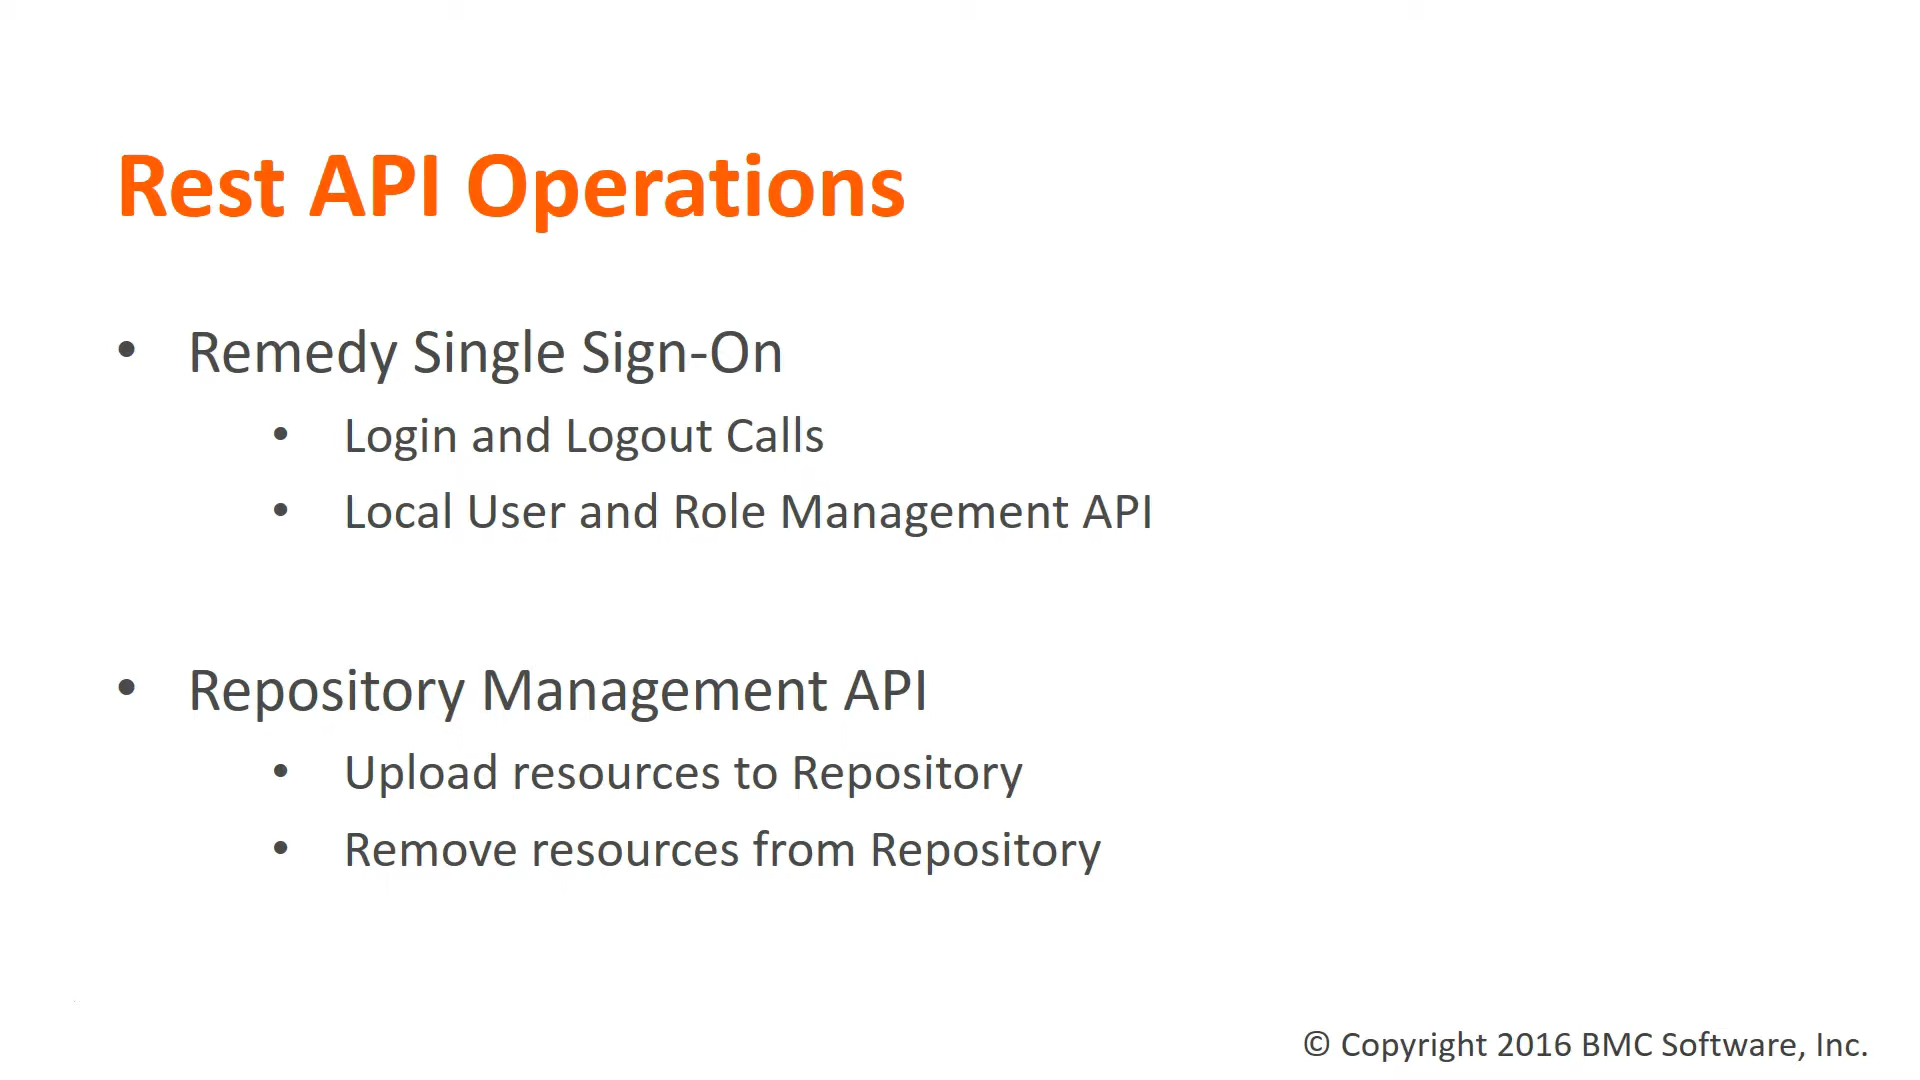 Rest API Operations
• Remedy Single Sign-On
• Login and Logout Calls
• Local User and Role Management API
• Repository Management API
• Upload resources to Repository
• Remove resources from Repository
© Copyright 2016 BMC Software, Inc.